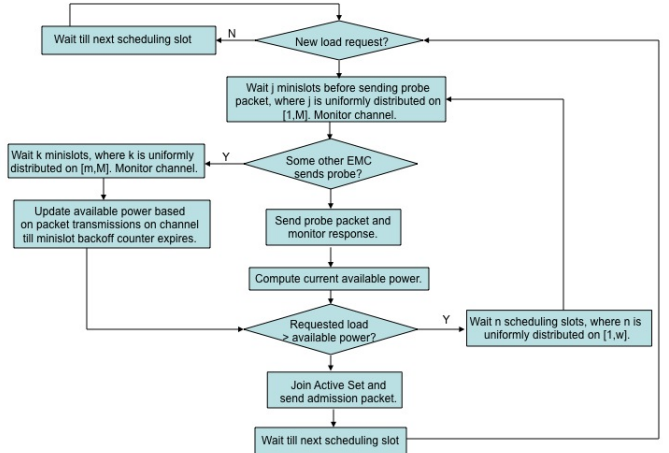 Wait till next scheduling slot
N
New load request?
Wait j minislots before sending probe
packet, where j is uniformly distributed on
[1,M]. Monitor channel.
Wait k minislots, where k is uniformly
distributed on [m,M]. Monitor channel.
Y
Some other EMC
sends probe?
Update available power based
on packet transmissions on channel
till minislot backoff counter expires.
Send probe packet and
monitor response.
Compute current available power.
Requested load
> available power?
Y
Wait n scheduling slots, where n is
uniformly distributed on [1,w].
Join Active Set and
send admission packet.
Wait till next scheduling slot